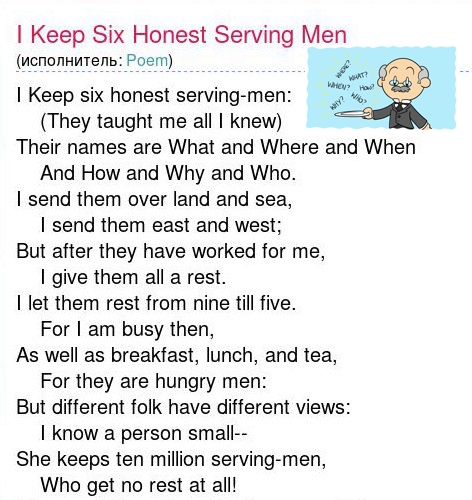 I Keep Six Honest Serving Men
(исполнитель: Poem)
WHERE?
WHAT?
WHEN?
How?
WHY?
WHO?
I Keep six honest serving-men:
(They taught me all I knew)
Their names are What and Where and When
And How and Why and Who.
I send them over land and sea,
I send them east and west;
But after they have worked for me,
I give them all a rest.
I let them rest from nine till five.
For I am busy then,
As well as breakfast, lunch, and tea,
For they are hungry men:
But different folk have different views:
I know a person small--
She keeps ten million serving-men,
Who get no rest at all!